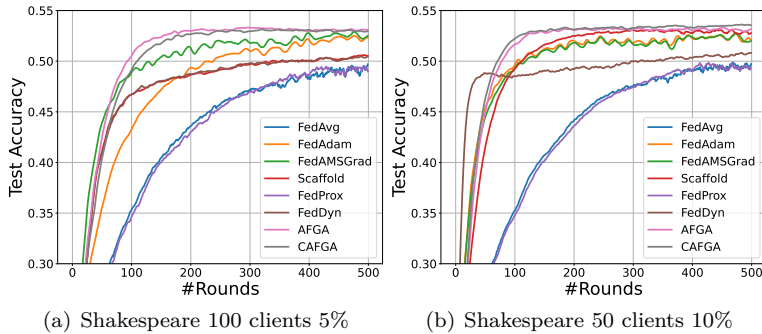 0.55
0.50
0.45
0.40
0.35
0.30
Test Accuracy
FedAvg
FedAdam
FedAMSGrad
Scaffold
FedProx
FedDyn
AFGA
CAFGA
0 100 200 300 400 500
#Rounds
(a) Shakespeare 100 clients 5%
0.55
0.50
0.45
0.40
0.35
0.30
Test Accuracy
FedAvg
FedAdam
FedAMSGrad
Scaffold
FedProx
FedDyn
AFGA
CAFGA
0 100 200 300 400 500
#Rounds
(b) Shakespeare 50 clients 10%